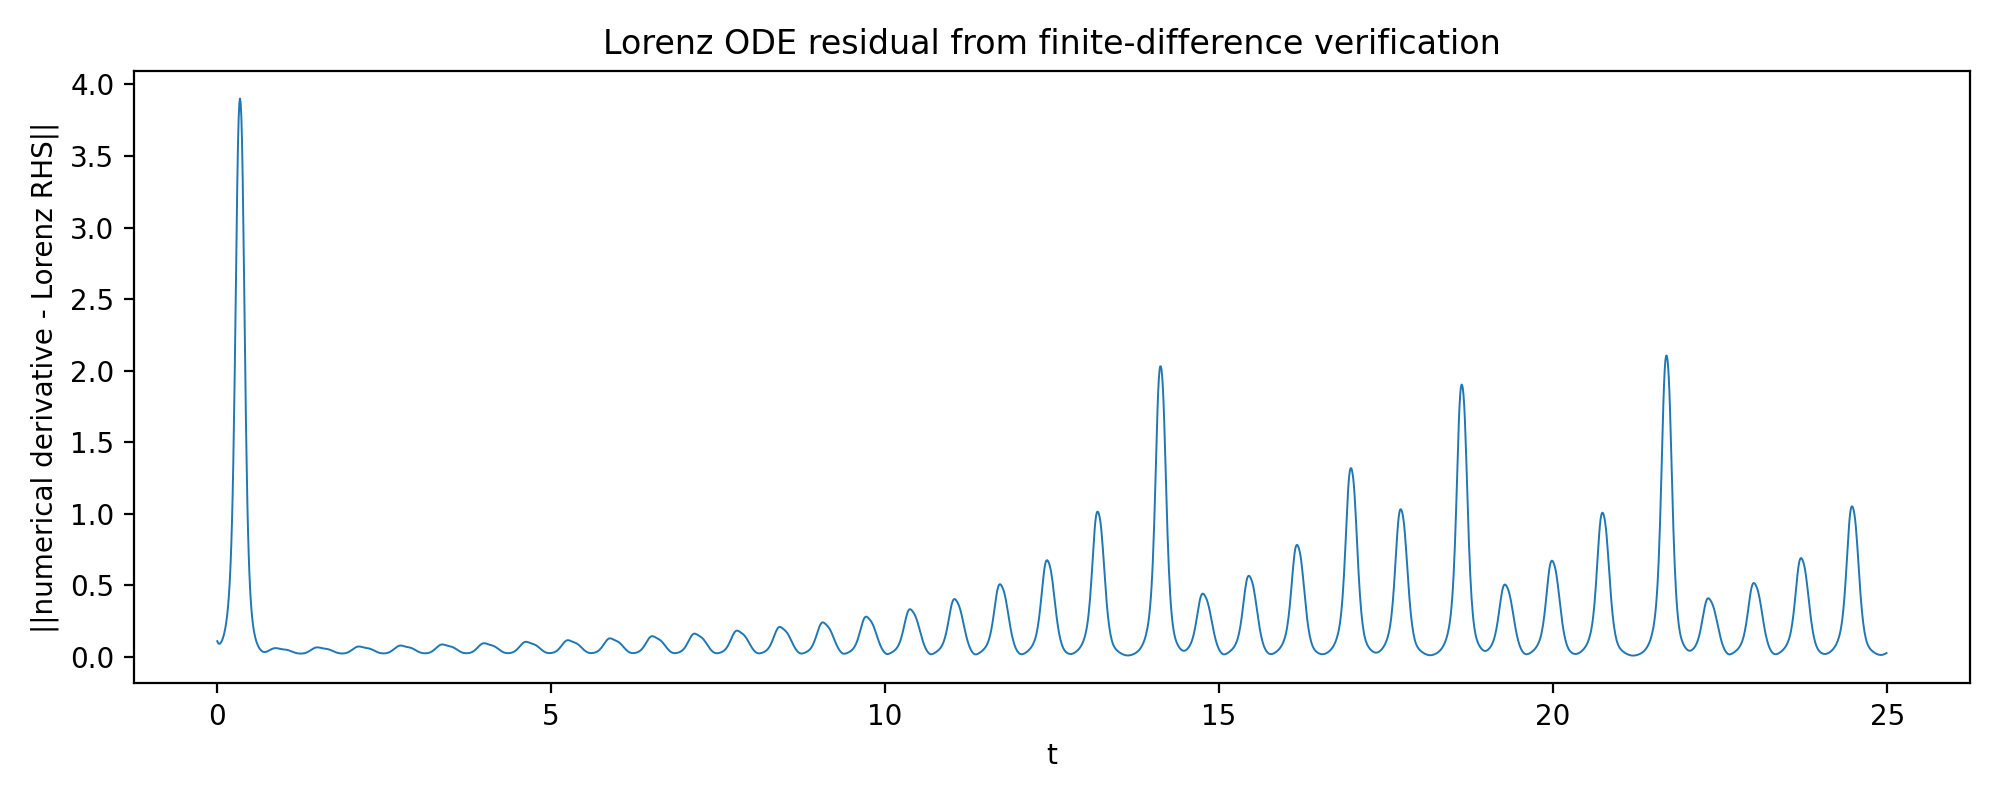 Lorenz ODE residual from finite-difference verification
||numerical derivative - Lorenz RHS||
4.0
3.5
3.0
2.5
2.0
1.5
1.0
0.5
0.0
0 5 10 15 20 25
t